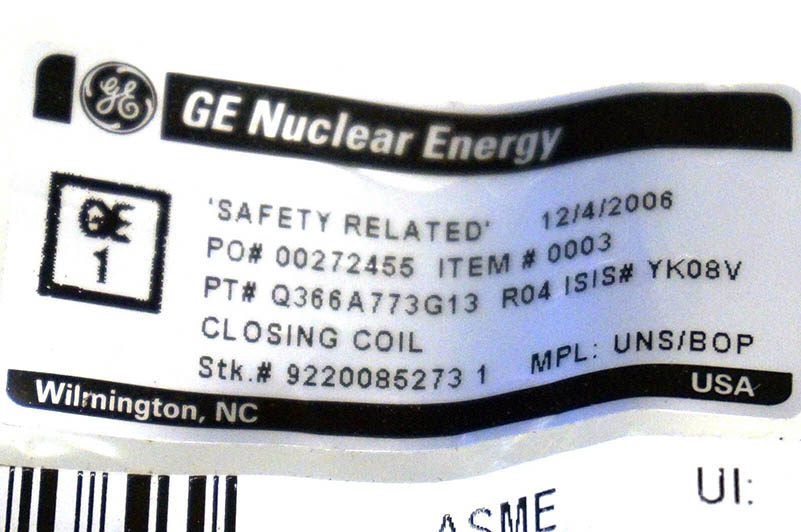 GE Nuclear Energy
GE
1
'SAFETY RELATED' 12/4/2006
PO# 00272455 ITEM # 0003
PT# Q366A773G13 R04 ISIS# YK08V
CLOSING COIL
Stk.# 9220085273 1 MPL: UNS/BOP
Wilmington, NC USA
ASME UI: